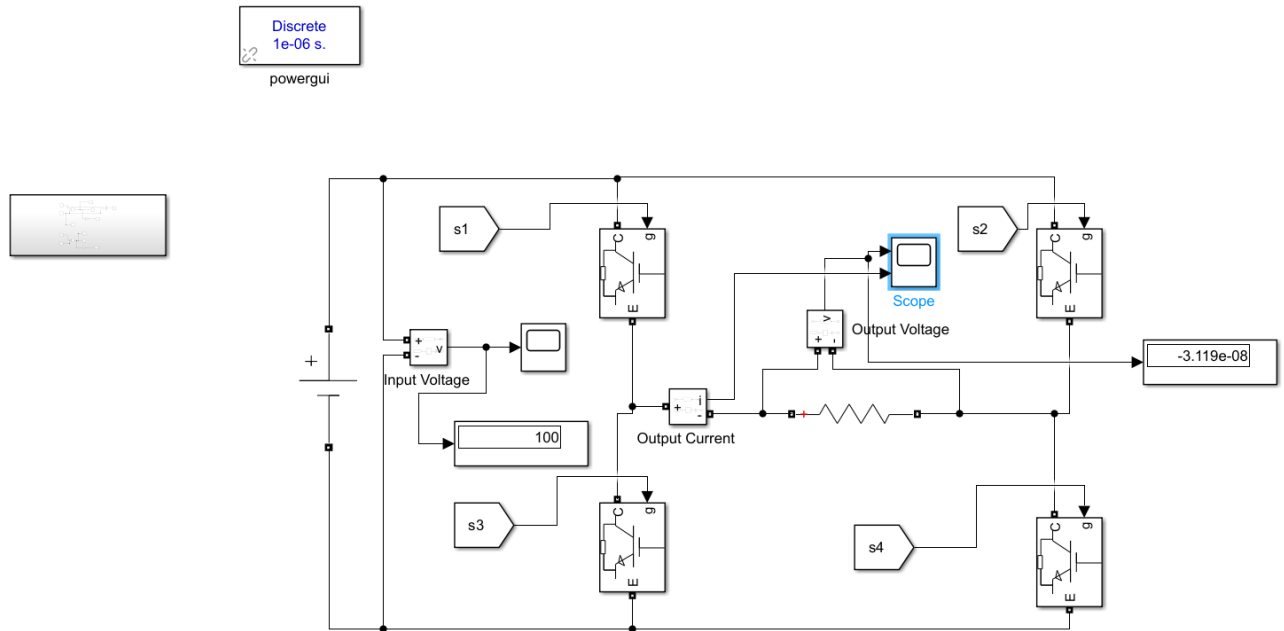 Discrete
1e-06 s.
powergui
s1
C
g
E
s2
C
g
E
Scope
+
v
-
Input Voltage
v
+ -
Output Voltage
-3.119e-08
+
100
+
i
-
Output Current
+
s3
C
g
E
s4
C
g
E